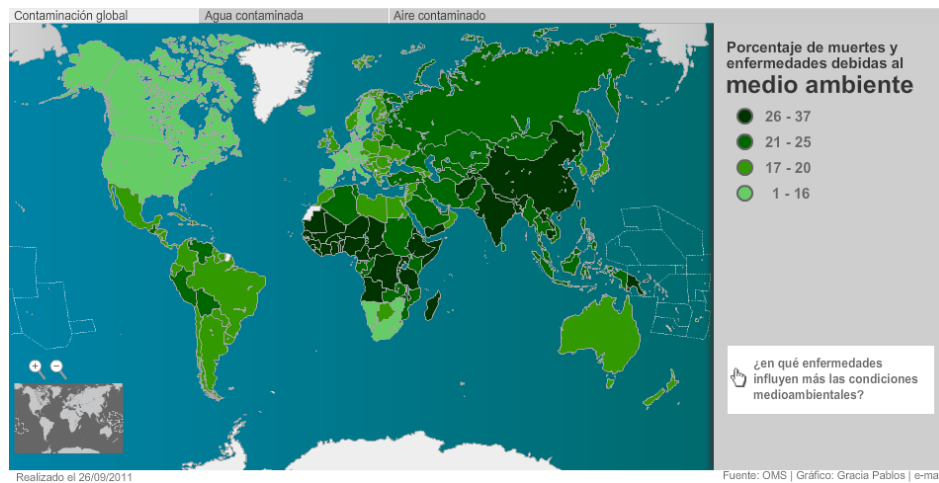 Contaminación global
Agua contaminada
Aire contaminado
Porcentaje de muertes y
enfermedades debidas al
medio ambiente
26 - 37
21 - 25
17 - 20
1 - 16
¿en qué enfermedades
influyen más las condiciones
medioambientales?
Realizado el 26/09/2011
Fuente: OMS | Gráfico: Gracia Pablos | e-ma